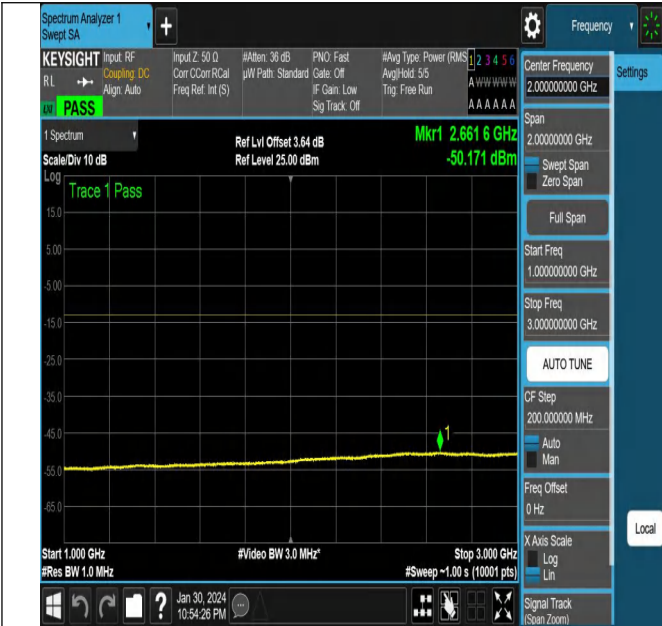 Spectrum Analyzer 1
Swept SA
+
Frequency
KEYSIGHT
RL
LXI
PASS
Input: RF
Coupling: DC
Align: Auto
Input Z: 50 Ω
Corr CCorr RCal
Freq Ref: Int (S)
#Atten: 36 dB
µW Path: Standard
PNO: Fast
Gate: Off
IF Gain: Low
Sig Track: Off
#Avg Type: Power (RMS
Avg|Hold: 5/5
Trig: Free Run
1 2 3 4 5 6
A W W W W W
A A A A A A
1 Spectrum
Scale/Div 10 dB
Ref Lvl Offset 3.64 dB
Ref Level 25.00 dBm
Mkr1 2.661 6 GHz
-50.171 dBm
Log
Trace 1 Pass
15.0
5.00
-5.00
-15.0
-25.0
-35.0
-45.0
-55.0
-65.0
1
Start 1.000 GHz
#Res BW 1.0 MHz
#Video BW 3.0 MHz*
Stop 3.000 GHz
#Sweep ~1.00 s (10001 pts)
Jan 30, 2024
10:54:26 PM
?
Center Frequency
2.000000000 GHz
Settings
Span
2.00000000 GHz
Swept Span
Zero Span
Full Span
Start Freq
1.000000000 GHz
Stop Freq
3.000000000 GHz
AUTO TUNE
CF Step
200.000000 MHz
Auto
Man
Freq Offset
0 Hz
X Axis Scale
Log
Lin
Local
Signal Track
(Span Zoom)